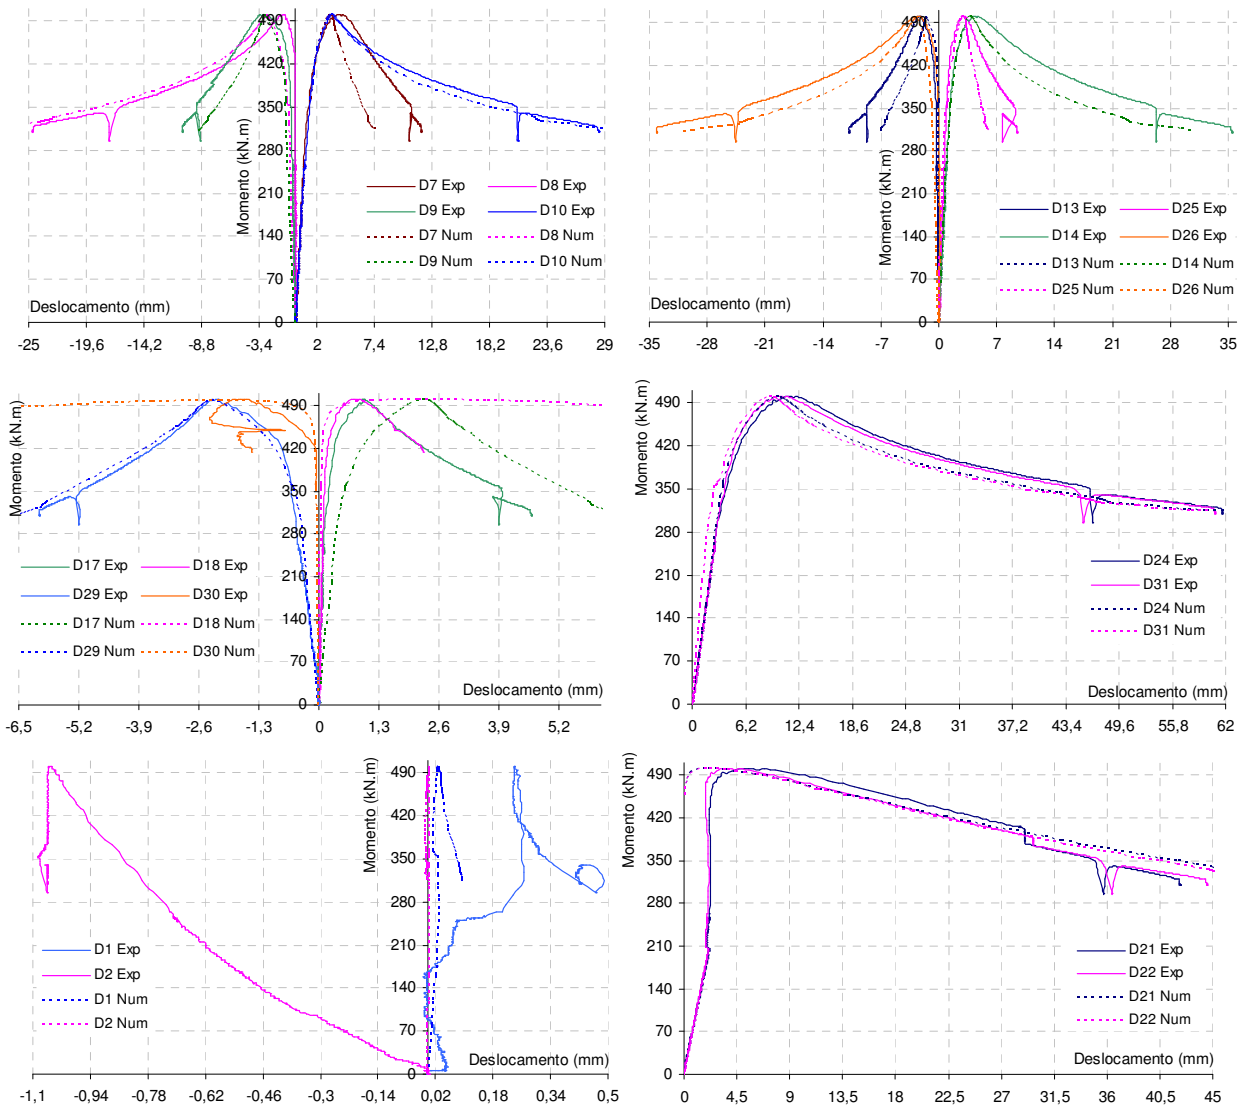 490
420
350
280
210
140
70
0
Momento (kN.m)
D7 Exp D8 Exp
D9 Exp D10 Exp
D7 Num D8 Num
D9 Num D10 Num
Deslocamento (mm)
-25 -19,6 -14,2 -8,8 -3,4 2 7,4 12,8 18,2 23,6 29
490
420
350
280
210
140
70
0
Momento (kN.m)
D13 Exp D25 Exp
D14 Exp D26 Exp
D13 Num D14 Num
D25 Num D26 Num
Deslocamento (mm)
-35 -28 -21 -14 -7 0 7 14 21 28 35
490
420
350
280
210
140
70
0
Momento (kN.m)
D17 Exp D18 Exp
D29 Exp D30 Exp
D17 Num D18 Num
D29 Num D30 Num
Deslocamento (mm)
-6,5 -5,2 -3,9 -2,6 -1,3 0 1,3 2,6 3,9 5,2
490
420
350
280
210
140
70
0
Momento (kN.m)
D24 Exp
D31 Exp
D24 Num
D31 Num
Deslocamento (mm)
0 6,2 12,4 18,6 24,8 31 37,2 43,4 49,6 55,8 62
490
420
350
280
210
140
70
0
Momento (kN.m)
D1 Exp
D2 Exp
D1 Num
D2 Num
Deslocamento (mm)
-1,1 -0,94 -0,78 -0,62 -0,46 -0,3 -0,14 0,02 0,18 0,34 0,5
490
420
350
280
210
140
70
0
Momento (kN.m)
D21 Exp
D22 Exp
D21 Num
D22 Num
Deslocamento (mm)
0 4,5 9 13,5 18 22,5 27 31,5 36 40,5 45